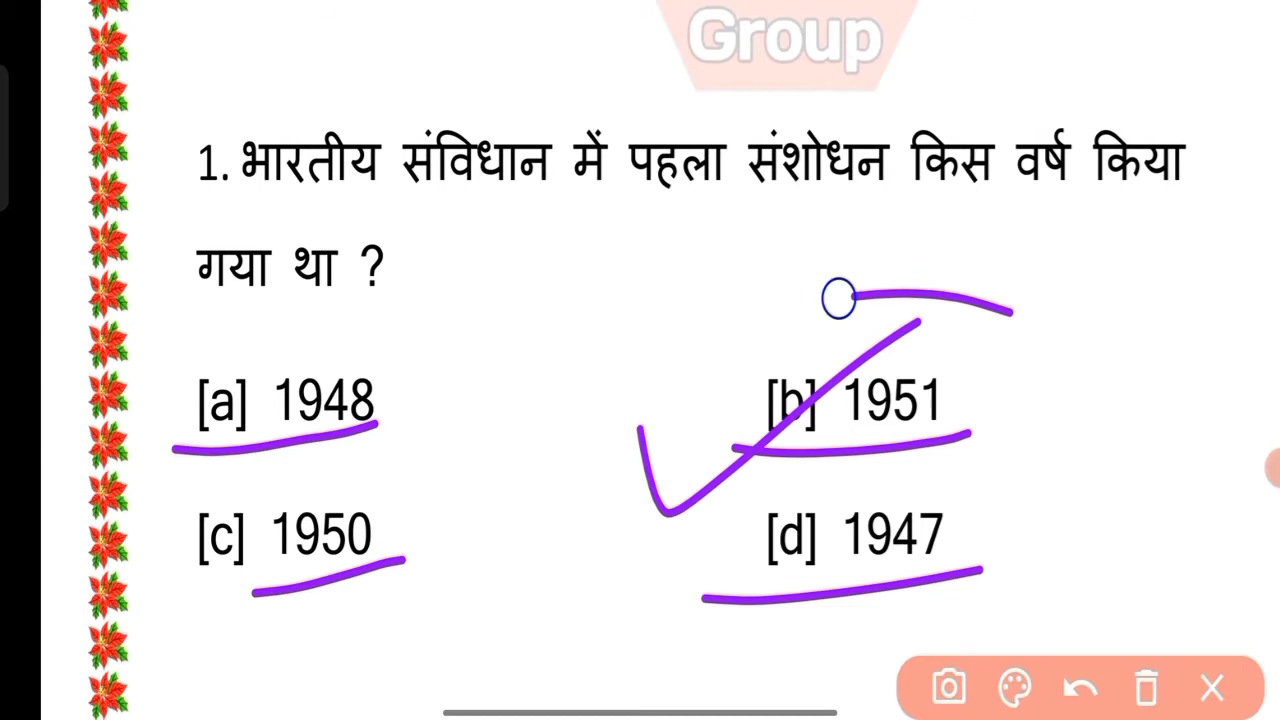 Group
1. भारतीय संविधान में पहला संशोधन किस वर्ष किया
गया था ?
[a] 1948 [b] 1951
[c] 1950 [d] 1947